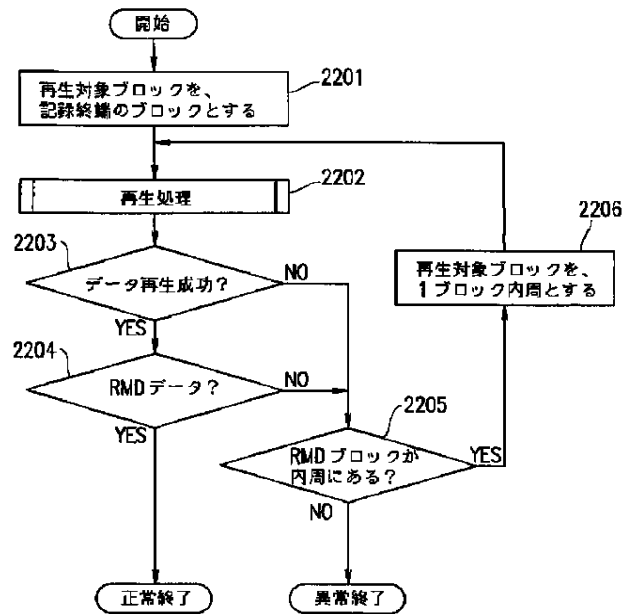 開始
再生対象ブロックを、
記録終端のブロックとする
2201
再生処理
2202
2203
データ再生成功？
NO
YES
2204
RMDデータ？
NO
YES
2205
RMDブロックが
内周にある？
YES
NO
2206
再生対象ブロックを、
1ブロック内周とする
正常終了
異常終了